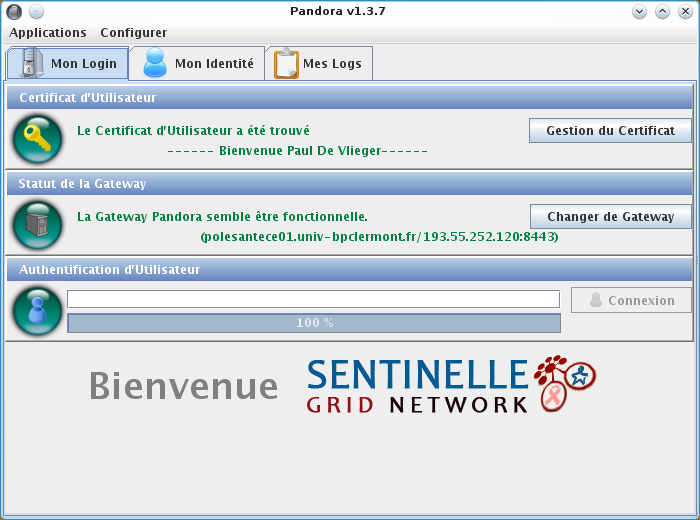 Pandora v1.3.7
Applications Configurer
Mon Login Mon Identité Mes Logs
Certificat d'Utilisateur
Le Certificat d'Utilisateur a été trouvé
Gestion du Certificat
------ Bienvenue Paul De Vlieger------
Statut de la Gateway
La Gateway Pandora semble être fonctionnelle.
Changer de Gateway
(polesantece01.univ-bpclermont.fr/193.55.252.120:8443)
Authentification d'Utilisateur
Connexion
100 %
Bienvenue
SENTINELLE
GRID NETWORK